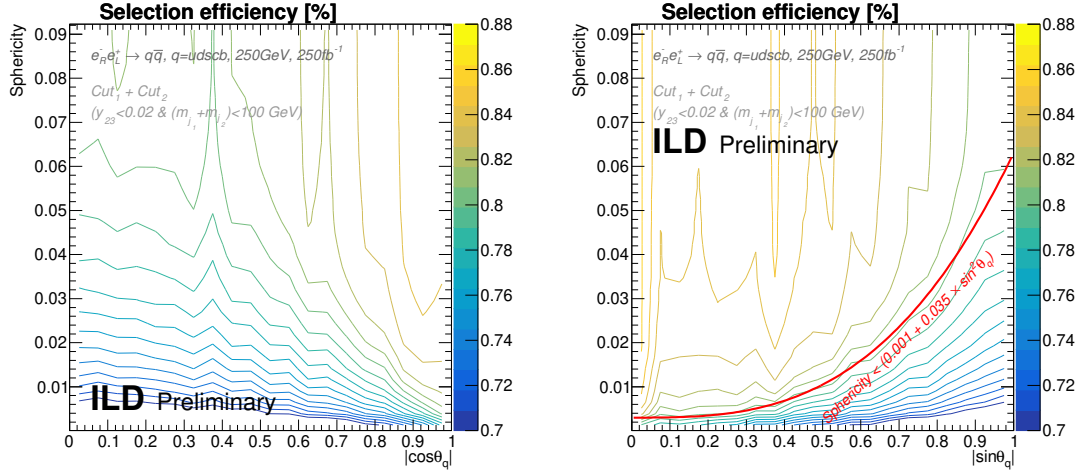 Selection efficiency [%]
Sphericity
0.09
0.08
0.07
0.06
0.05
0.04
0.03
0.02
0.01
e⁻_R e⁺_L → qq̅, q=udscb, 250GeV, 250fb⁻¹
Cut₁ + Cut₂
(y₂₃<0.02 & (m_j₁+m_j₂)<100 GeV)
ILD Preliminary
0 0.1 0.2 0.3 0.4 0.5 0.6 0.7 0.8 0.9 1
|cosθ_q|
0.88
0.86
0.84
0.82
0.8
0.78
0.76
0.74
0.72
0.7
Selection efficiency [%]
Sphericity
0.09
0.08
0.07
0.06
0.05
0.04
0.03
0.02
0.01
e⁻_R e⁺_L → qq̅, q=udscb, 250GeV, 250fb⁻¹
Cut₁ + Cut₂
(y₂₃<0.02 & (m_j₁+m_j₂)<100 GeV)
ILD Preliminary
0 0.1 0.2 0.3 0.4 0.5 0.6 0.7 0.8 0.9 1
|sinθ_q|
0.88
0.86
0.84
0.82
0.8
0.78
0.76
0.74
0.72
0.7